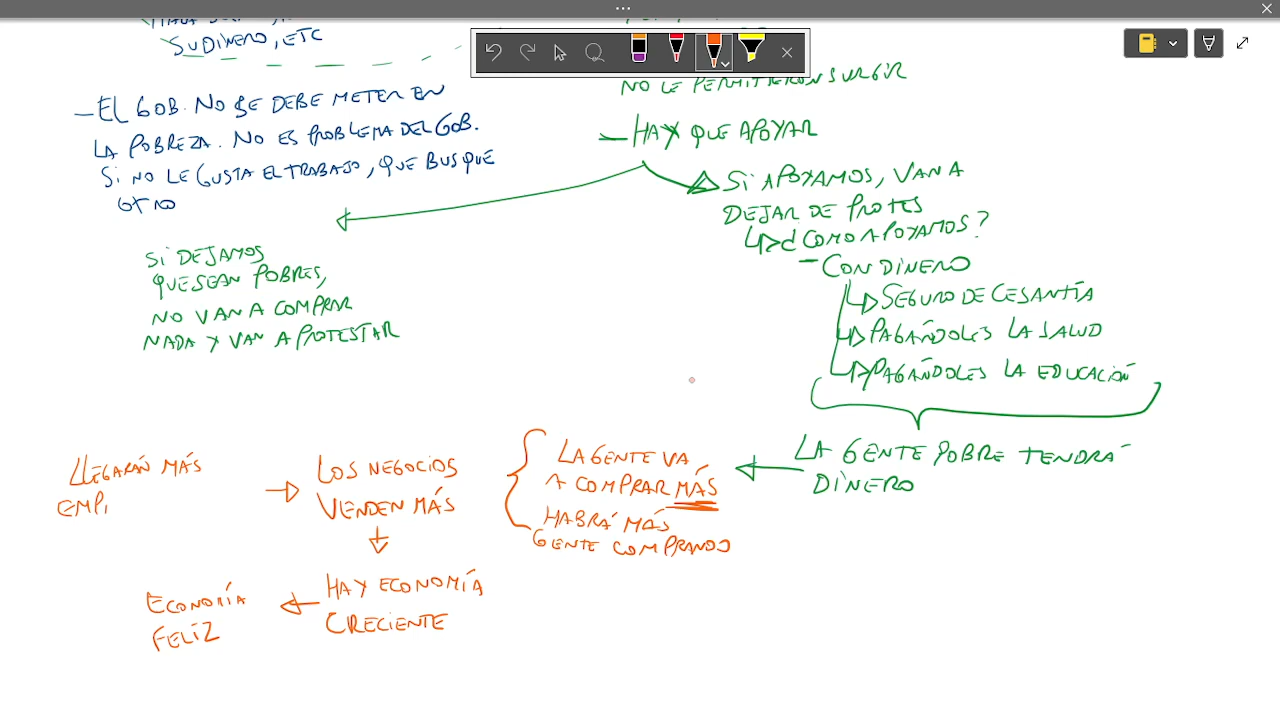 SU DINERO, ETC
- EL GOB. NO SE DEBE METER EN
LA POBREZA. NO ES PROBLEMA DEL GOB.
SI NO LE GUSTA EL TRABAJO, QUE BUSQUE
OTRO
NO LE PERMITIERON SURGIR
- HAY QUE APOYAR
SI APOYAMOS, VAN A
DEJAR DE PROTES
¿COMO APOYAMOS?
- CON DINERO
SEGURO DE CESANTÍA
PAGÁNDOLES LA SALUD
PAGÁNDOLES LA EDUCACIÓN
SI DEJAMOS
QUE SEAN POBRES,
NO VAN A COMPRAR
NADA Y VAN A PROTESTAR
LA GENTE POBRE TENDRÁ
DINERO
LA GENTE VA
A COMPRAR MÁS
HABRÁ MÁS
GENTE COMPRANDO
LOS NEGOCIOS
VENDEN MÁS
LLEGARÁN MÁS
EMP.
HAY ECONOMÍA
CRECIENTE
ECONOMÍA
FELÍZ